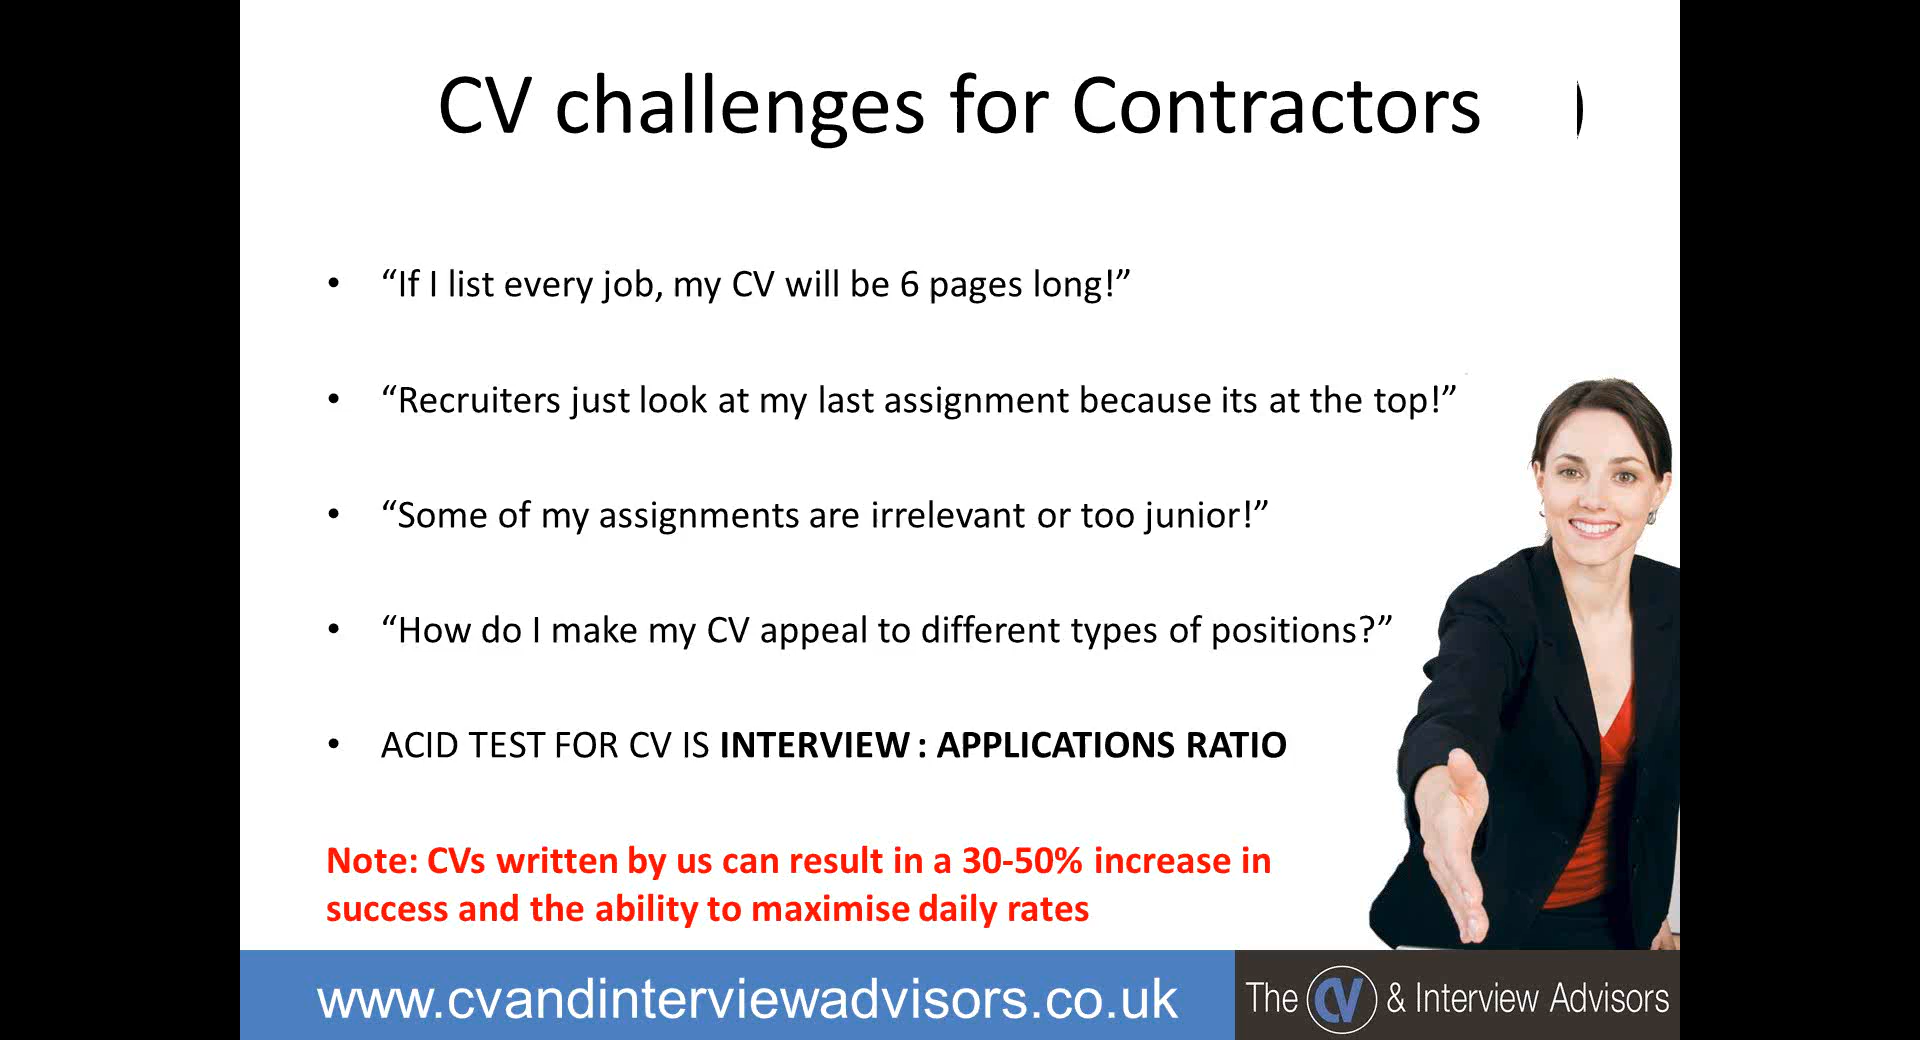 CV challenges for Contractors )
• “If I list every job, my CV will be 6 pages long!”
• “Recruiters just look at my last assignment because its at the top!”
• “Some of my assignments are irrelevant or too junior!”
• “How do I make my CV appeal to different types of positions?”
• ACID TEST FOR CV IS INTERVIEW : APPLICATIONS RATIO
Note: CVs written by us can result in a 30-50% increase in
success and the ability to maximise daily rates
www.cvandinterviewadvisors.co.uk
The CV & Interview Advisors